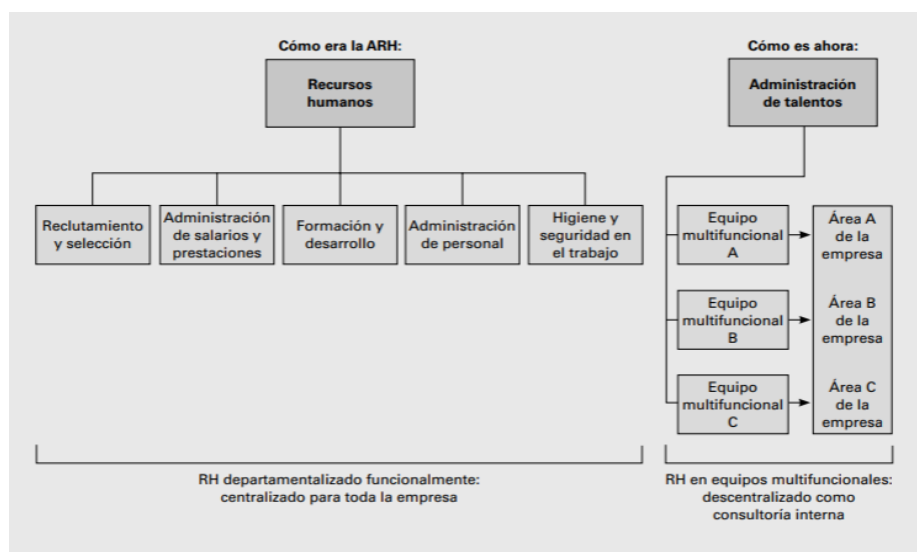 Cómo era la ARH:
Recursos
humanos
Reclutamiento
y selección
Administración
de salarios y
prestaciones
Formación y
desarrollo
Administración
de personal
Higiene y
seguridad en
el trabajo
RH departamentalizado funcionalmente:
centralizado para toda la empresa
Cómo es ahora:
Administración
de talentos
Equipo
multifuncional
A
Área A
de la
empresa
Equipo
multifuncional
B
Área B
de la
empresa
Equipo
multifuncional
C
Área C
de la
empresa
RH en equipos multifuncionales:
descentralizado como
consultoría interna